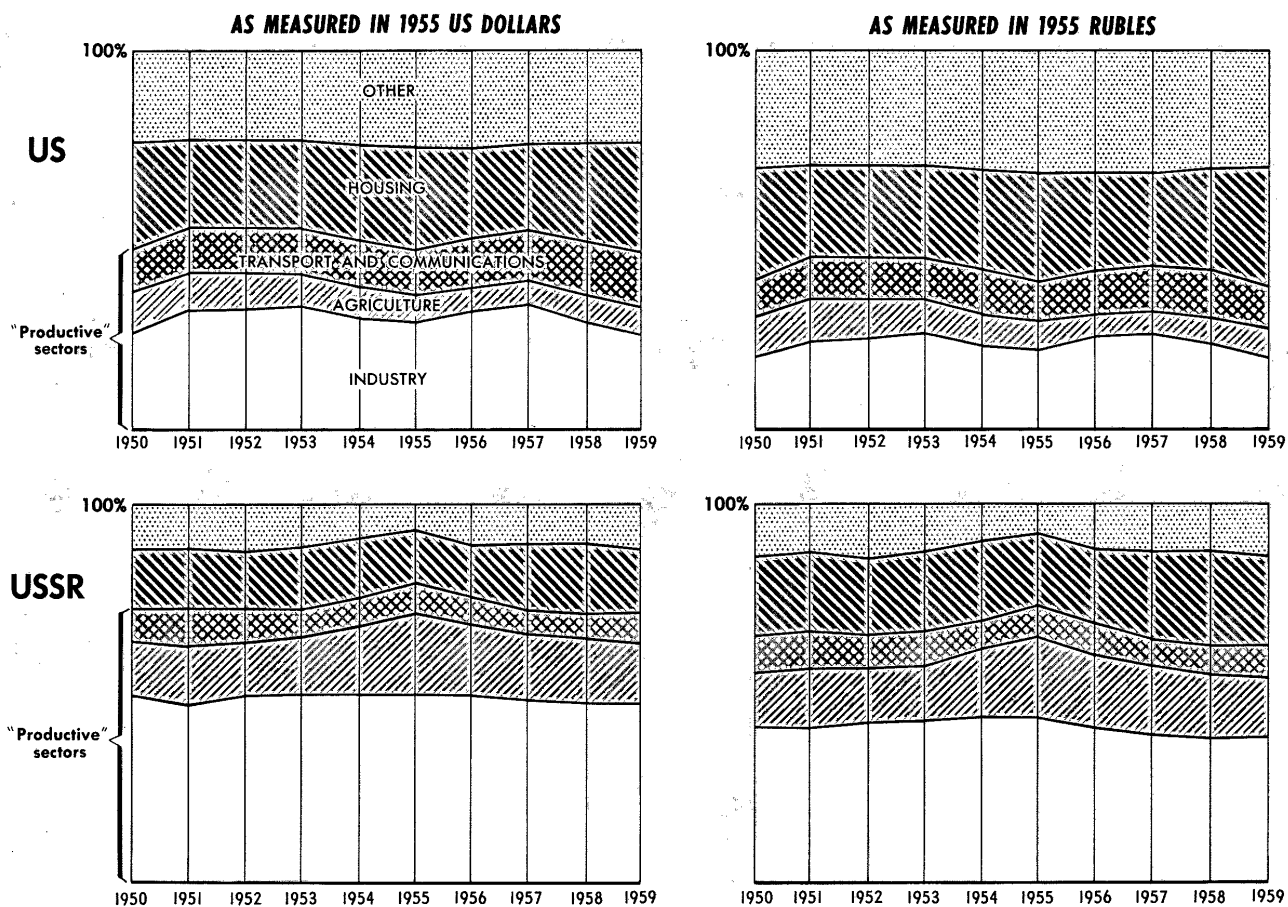 AS MEASURED IN 1955 US DOLLARS
AS MEASURED IN 1955 RUBLES
100%
100%
US
OTHER
HOUSING
TRANSPORT AND COMMUNICATIONS
AGRICULTURE
INDUSTRY
"Productive"
sectors
1950 1951 1952 1953 1954 1955 1956 1957 1958 1959
1950 1951 1952 1953 1954 1955 1956 1957 1958 1959
100%
100%
USSR
"Productive"
sectors
1950 1951 1952 1953 1954 1955 1956 1957 1958 1959
1950 1951 1952 1953 1954 1955 1956 1957 1958 1959